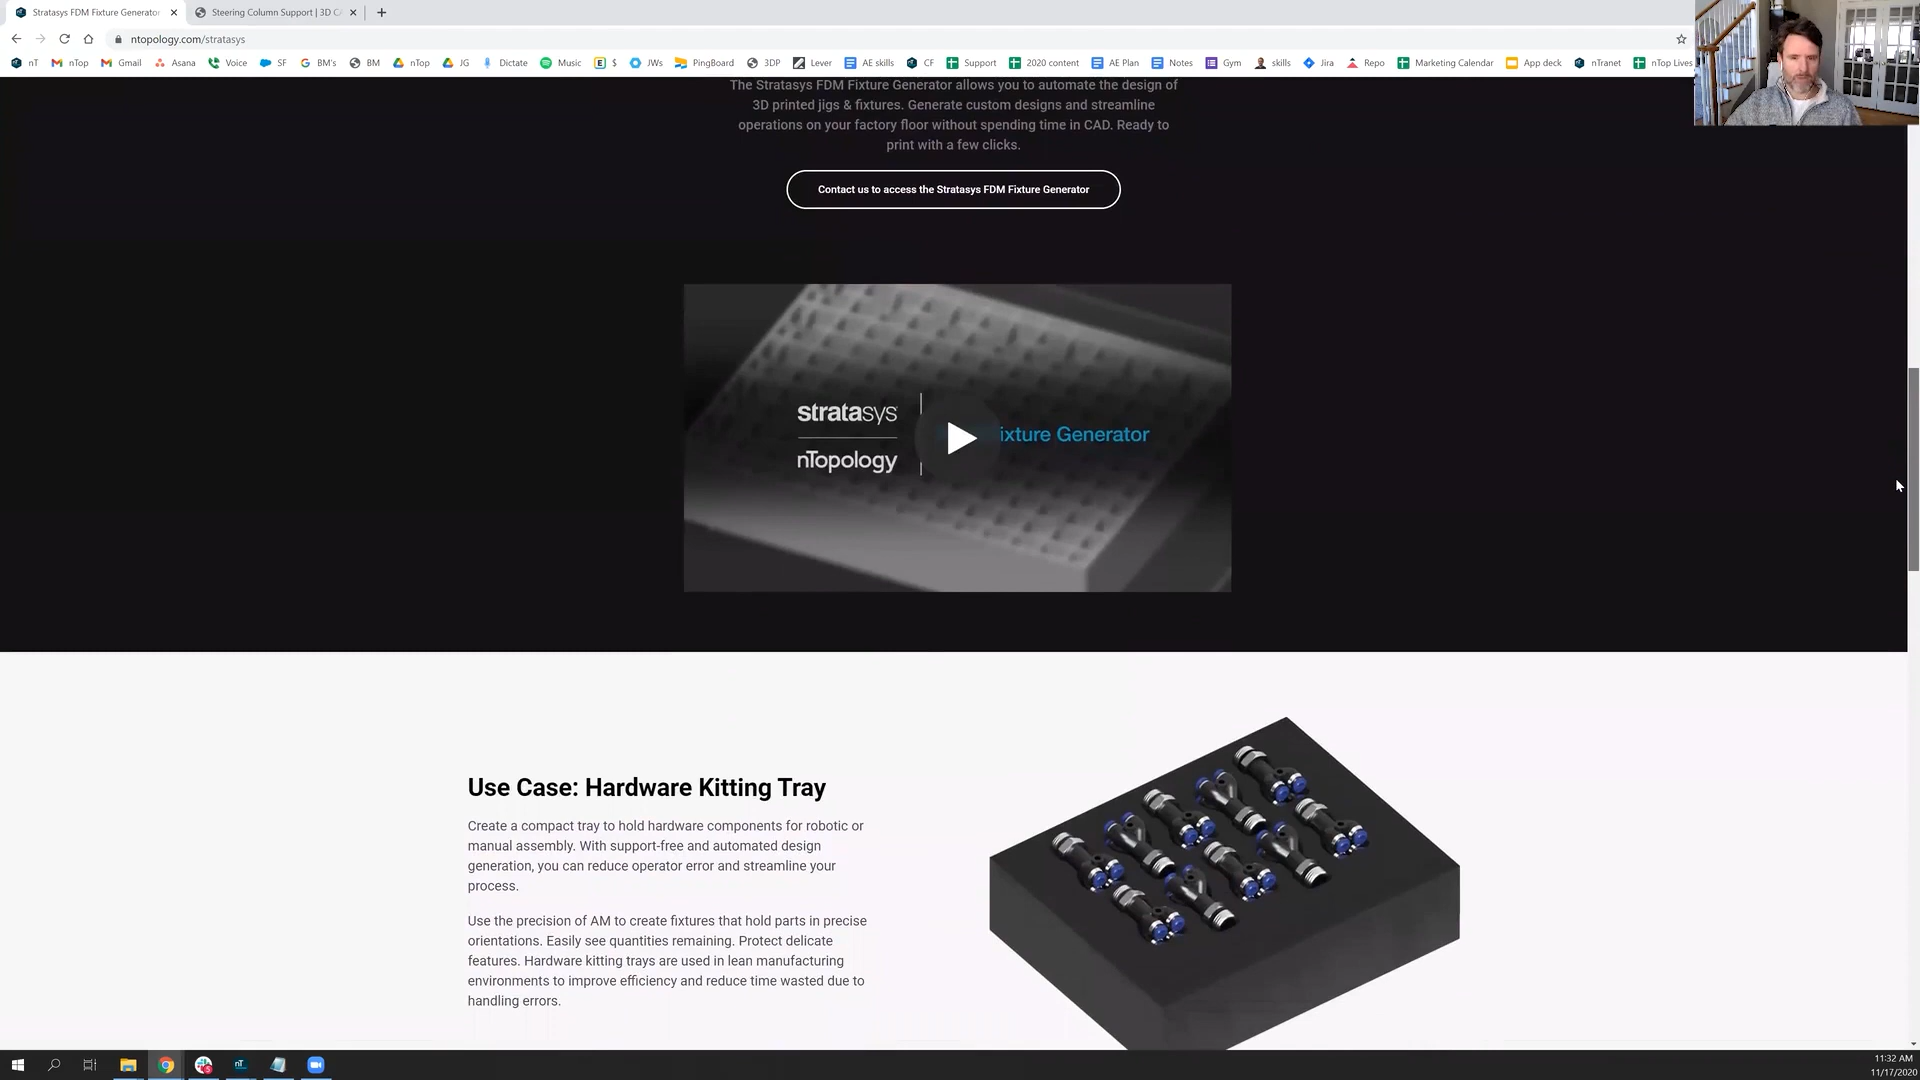 Stratasys FDM Fixture Generator
Steering Column Support | 3D C
ntopology.com/stratasys
nT nTop Gmail Asana Voice SF BM's BM nTop JG Dictate Music $ JWs PingBoard 3DP Lever AE skills CF Support 2020 content AE Plan Notes Gym skills Jira Repo Marketing Calendar App deck nTranet nTop Lives
The Stratasys FDM Fixture Generator allows you to automate the design of
3D printed jigs & fixtures. Generate custom designs and streamline
operations on your factory floor without spending time in CAD. Ready to
print with a few clicks.
Contact us to access the Stratasys FDM Fixture Generator
stratasys
nTopology
ixture Generator
Use Case: Hardware Kitting Tray
Create a compact tray to hold hardware components for robotic or
manual assembly. With support-free and automated design
generation, you can reduce operator error and streamline your
process.
Use the precision of AM to create fixtures that hold parts in precise
orientations. Easily see quantities remaining. Protect delicate
features. Hardware kitting trays are used in lean manufacturing
environments to improve efficiency and reduce time wasted due to
handling errors.
11:32 AM
11/17/2020